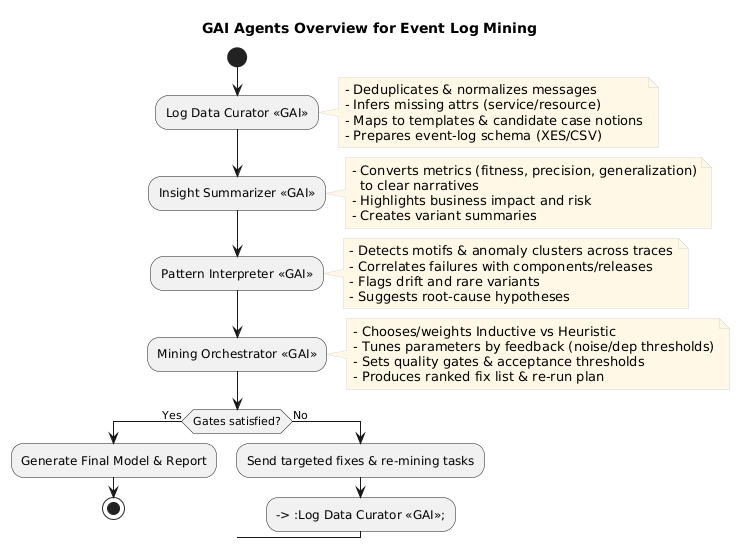 GAI Agents Overview for Event Log Mining
Log Data Curator «GAI»
- Deduplicates & normalizes messages
- Infers missing attrs (service/resource)
- Maps to templates & candidate case notions
- Prepares event-log schema (XES/CSV)
Insight Summarizer «GAI»
- Converts metrics (fitness, precision, generalization)
to clear narratives
- Highlights business impact and risk
- Creates variant summaries
Pattern Interpreter «GAI»
- Detects motifs & anomaly clusters across traces
- Correlates failures with components/releases
- Flags drift and rare variants
- Suggests root-cause hypotheses
Mining Orchestrator «GAI»
- Chooses/weights Inductive vs Heuristic
- Tunes parameters by feedback (noise/dep thresholds)
- Sets quality gates & acceptance thresholds
- Produces ranked fix list & re-run plan
Yes
Gates satisfied?
No
Generate Final Model & Report
Send targeted fixes & re-mining tasks
-> :Log Data Curator «GAI»;